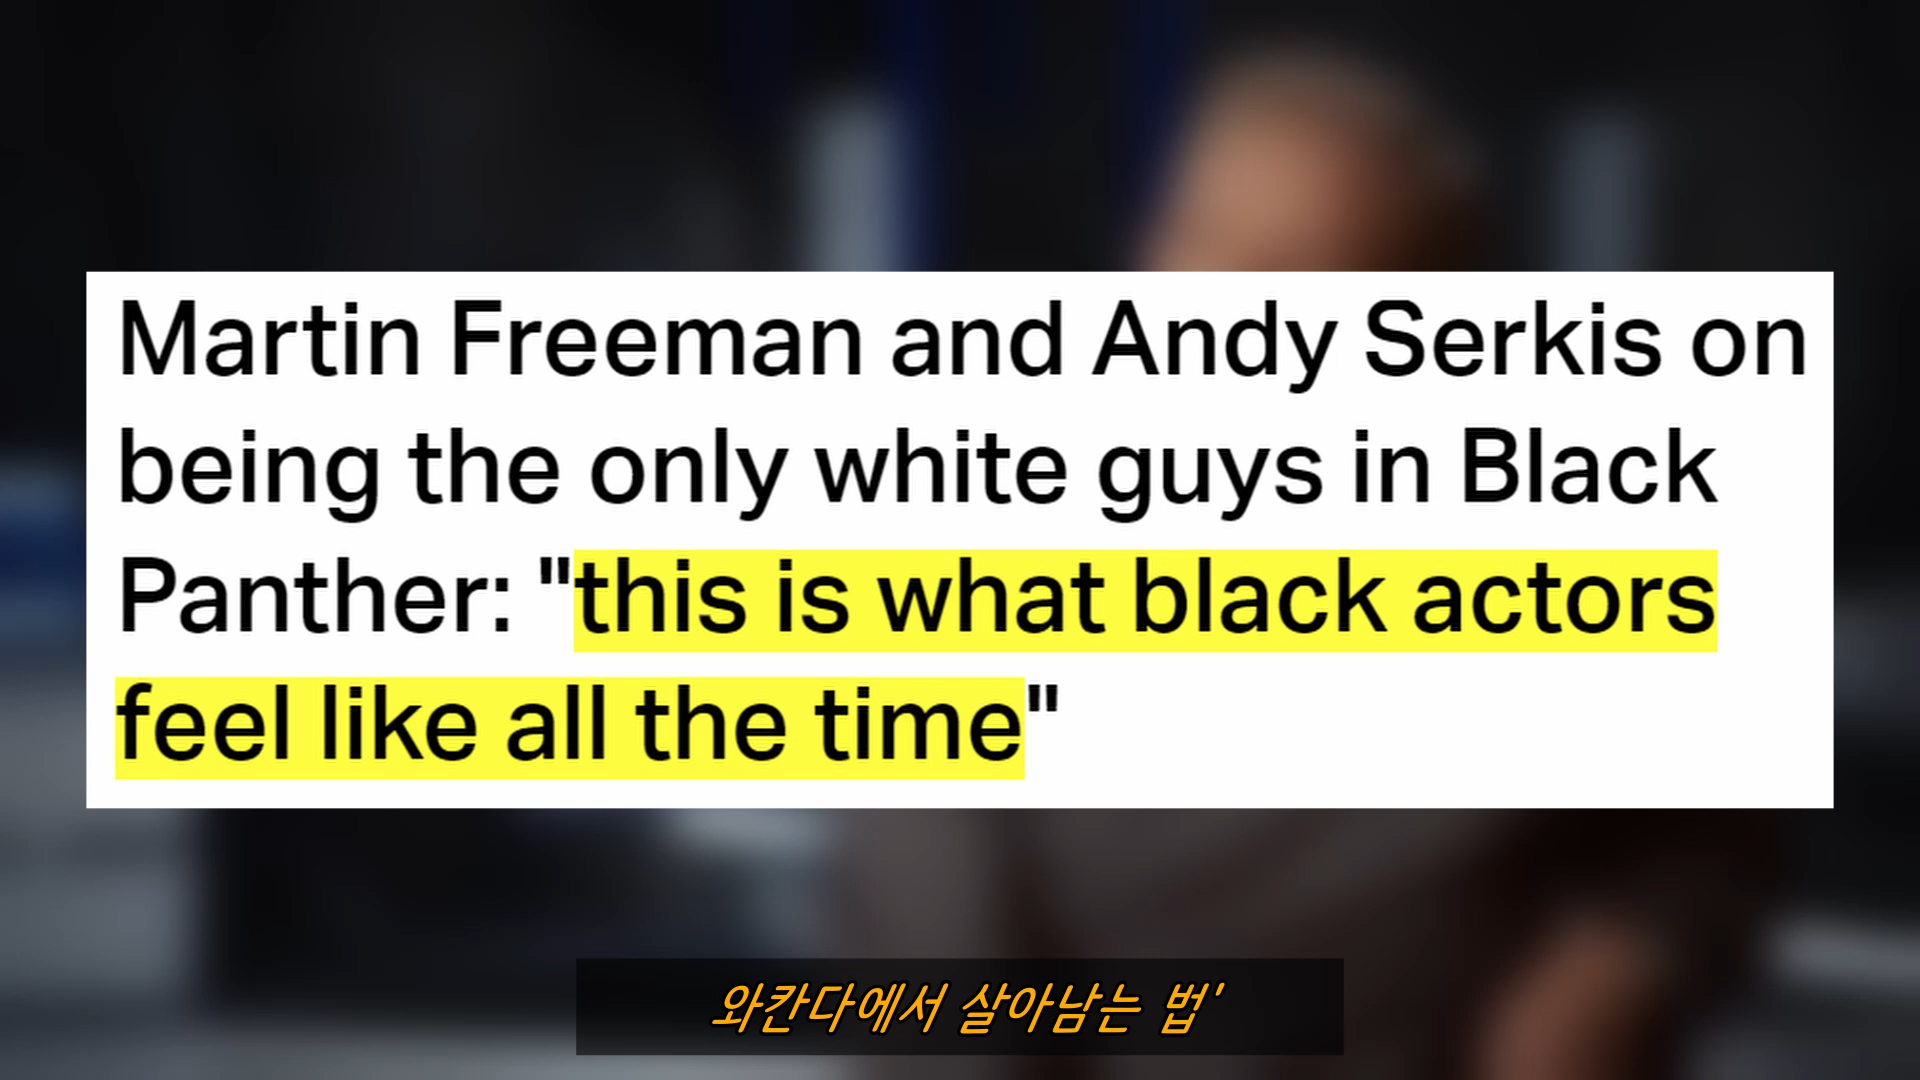 Martin Freeman and Andy Serkis on
being the only white guys in Black
Panther: "this is what black actors
feel like all the time"
와칸다에서 살아남는 법'